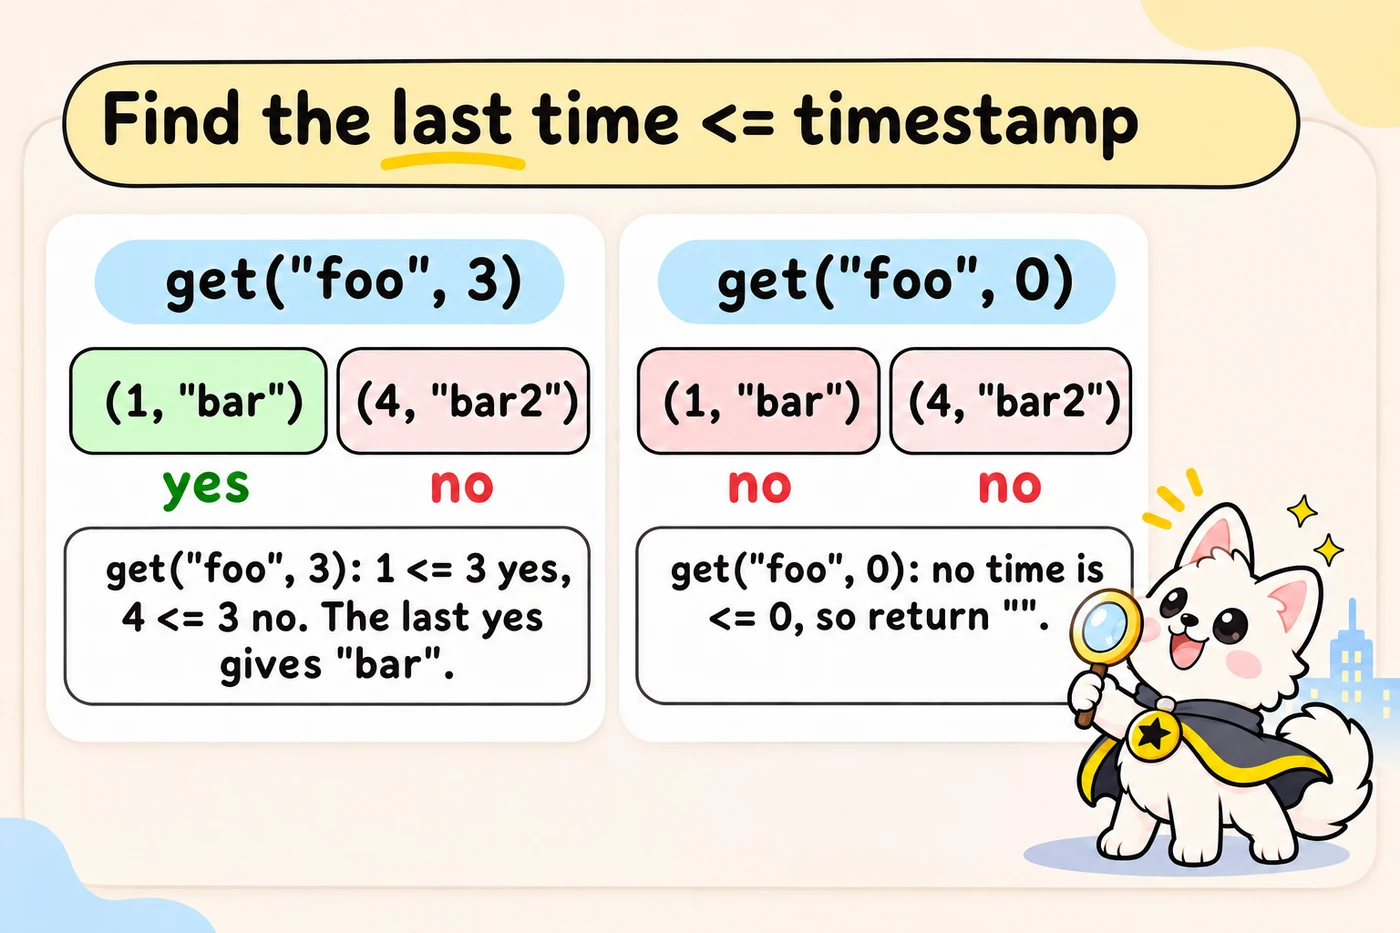 Find the last time <= timestamp
get("foo", 3)
(1, "bar")
(4, "bar2")
yes
no
get("foo", 3): 1 <= 3 yes,
4 <= 3 no. The last yes
gives "bar".
get("foo", 0)
(1, "bar")
(4, "bar2")
no
no
get("foo", 0): no time is
<= 0, so return "".